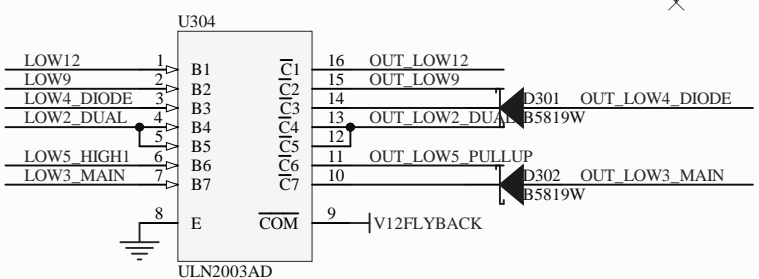 U304
LOW12 1 B1 C1 16 OUT_LOW12
LOW9 2 B2 C2 15 OUT_LOW9
LOW4_DIODE 3 B3 C3 14 D301 OUT_LOW4_DIODE
LOW2_DUAL 4 B4 C4 13 OUT_LOW2_DUAL B5819W
5 B5 C5 12
LOW5_HIGH1 6 B6 C6 11 OUT_LOW5_PULLUP
LOW3_MAIN 7 B7 C7 10 D302 OUT_LOW3_MAIN
B5819W
8 E COM 9 V12FLYBACK
ULN2003AD